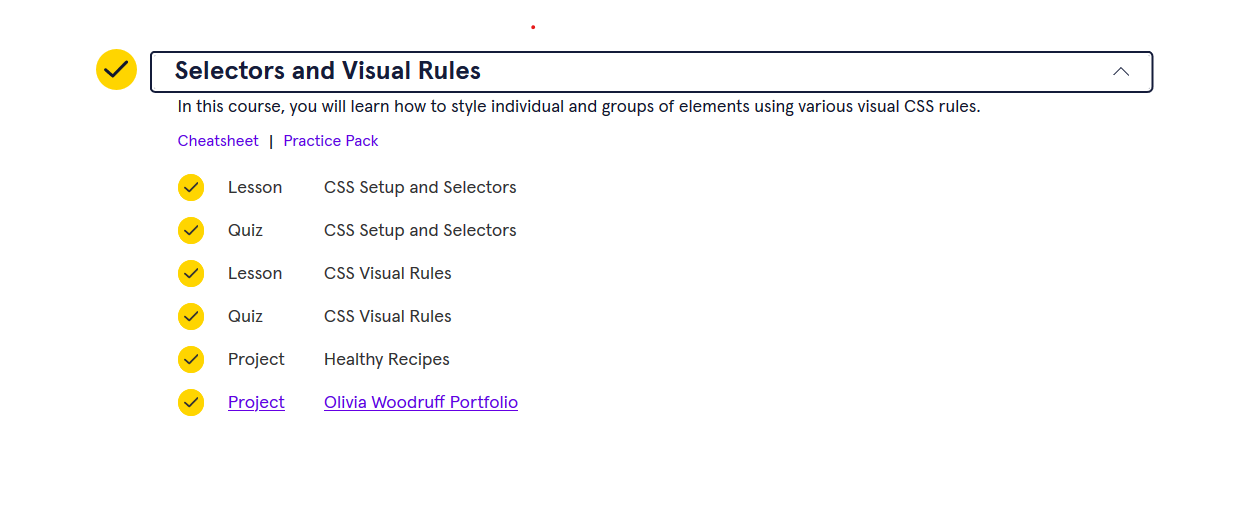 Selectors and Visual Rules
In this course, you will learn how to style individual and groups of elements using various visual CSS rules.
Cheatsheet | Practice Pack
Lesson CSS Setup and Selectors
Quiz CSS Setup and Selectors
Lesson CSS Visual Rules
Quiz CSS Visual Rules
Project Healthy Recipes
Project Olivia Woodruff Portfolio